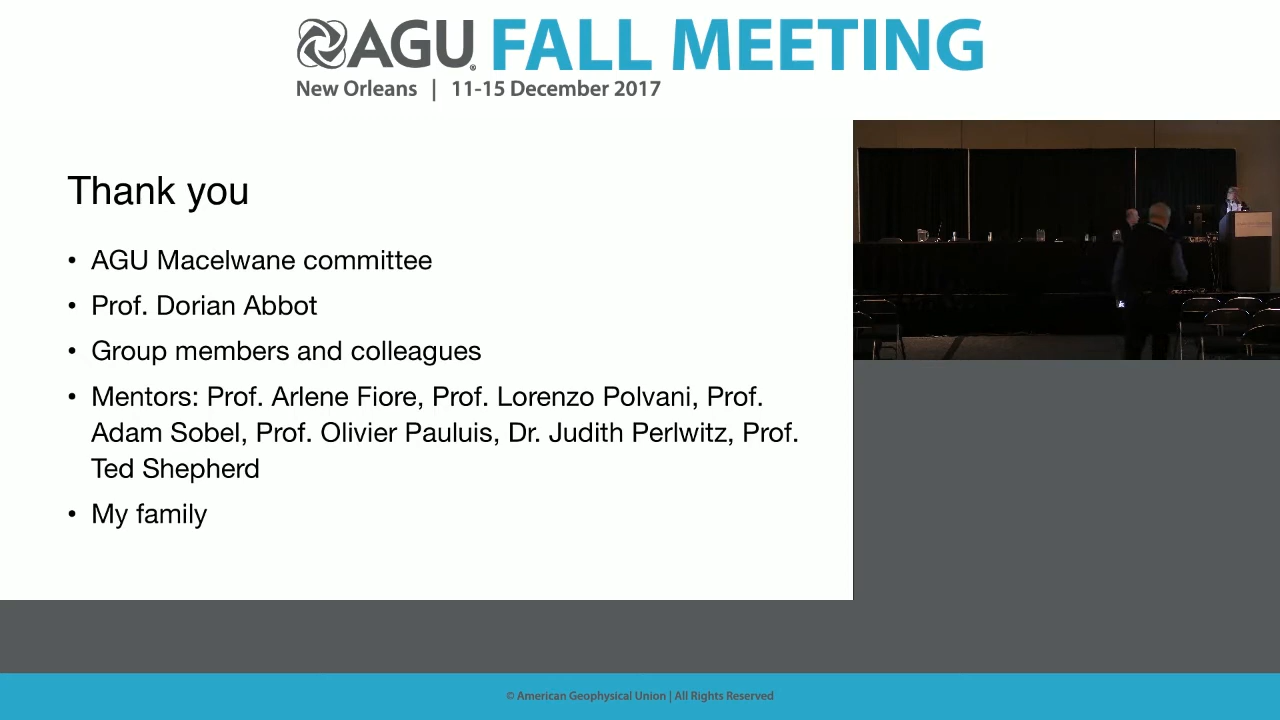 AGU FALL MEETING
New Orleans | 11-15 December 2017
Thank you
• AGU Macelwane committee
• Prof. Dorian Abbot
• Group members and colleagues
• Mentors: Prof. Arlene Fiore, Prof. Lorenzo Polvani, Prof.
Adam Sobel, Prof. Olivier Pauluis, Dr. Judith Perlwitz, Prof.
Ted Shepherd
• My family
© American Geophysical Union | All Rights Reserved